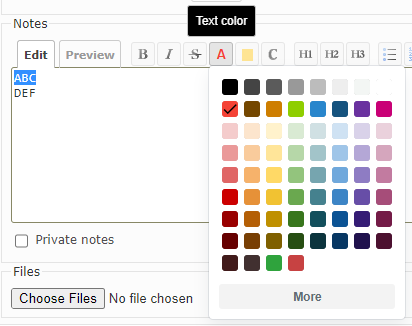 Text color
Notes
Edit Preview B I S A C H1 H2 H3
ABC
DEF
Private notes
Files
Choose Files No file chosen
More